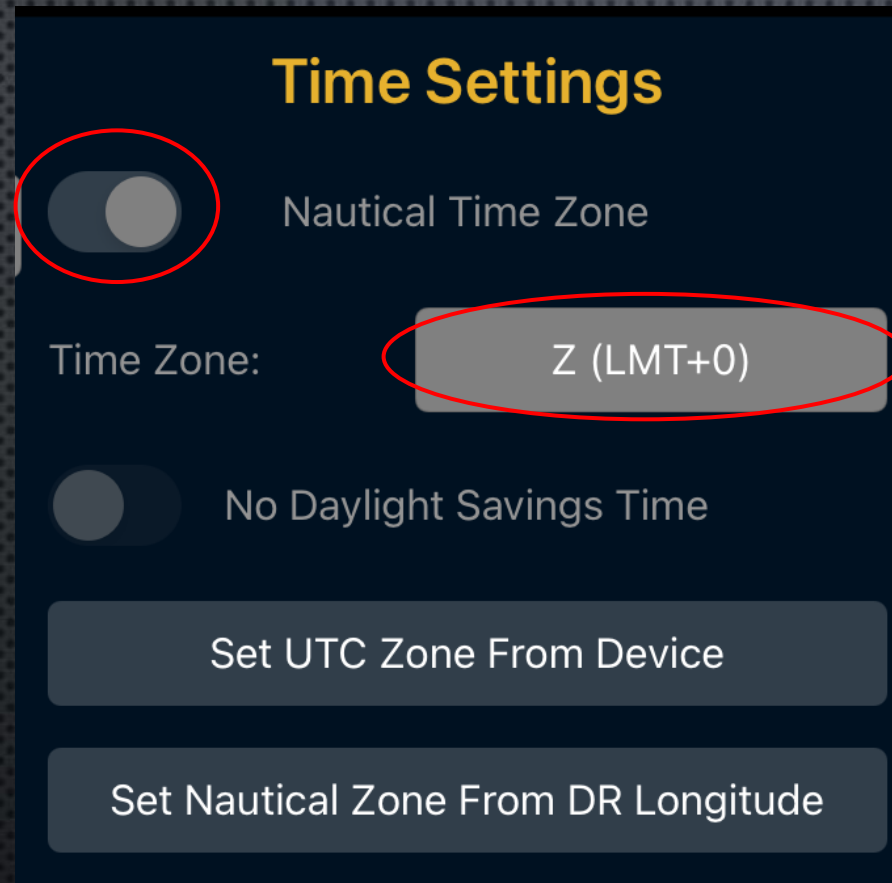 Time Settings
Nautical Time Zone
Time Zone:
Z (LMT+0)
No Daylight Savings Time
Set UTC Zone From Device
Set Nautical Zone From DR Longitude